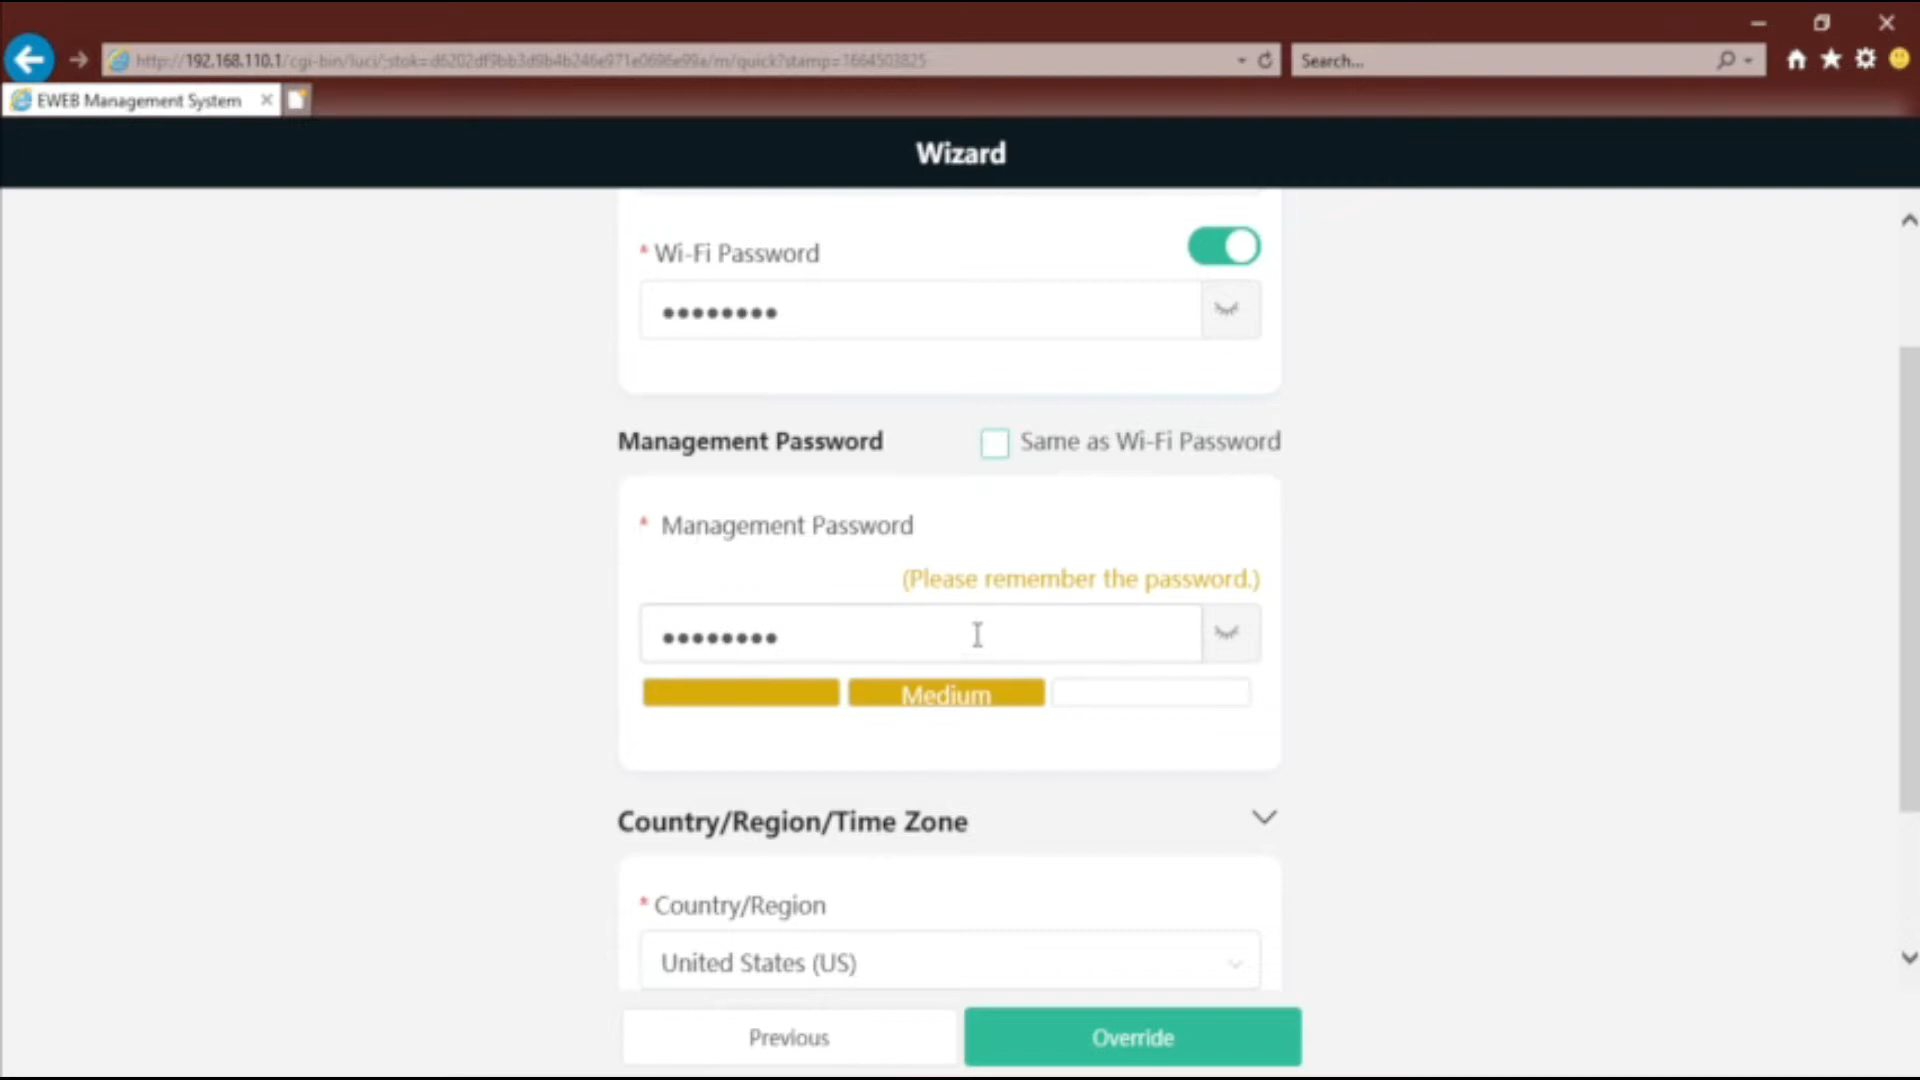 http://192.168.110.1/cgi-bin/luci/;stok=d6202df9bb3d9b4b246e971e0696e99a/m/quick?stamp=1664503825
Search...
EWEB Management System
Wizard
* Wi-Fi Password
••••••••
Management Password
Same as Wi-Fi Password
* Management Password
(Please remember the password.)
••••••••
Medium
Country/Region/Time Zone
* Country/Region
United States (US)
Previous
Override